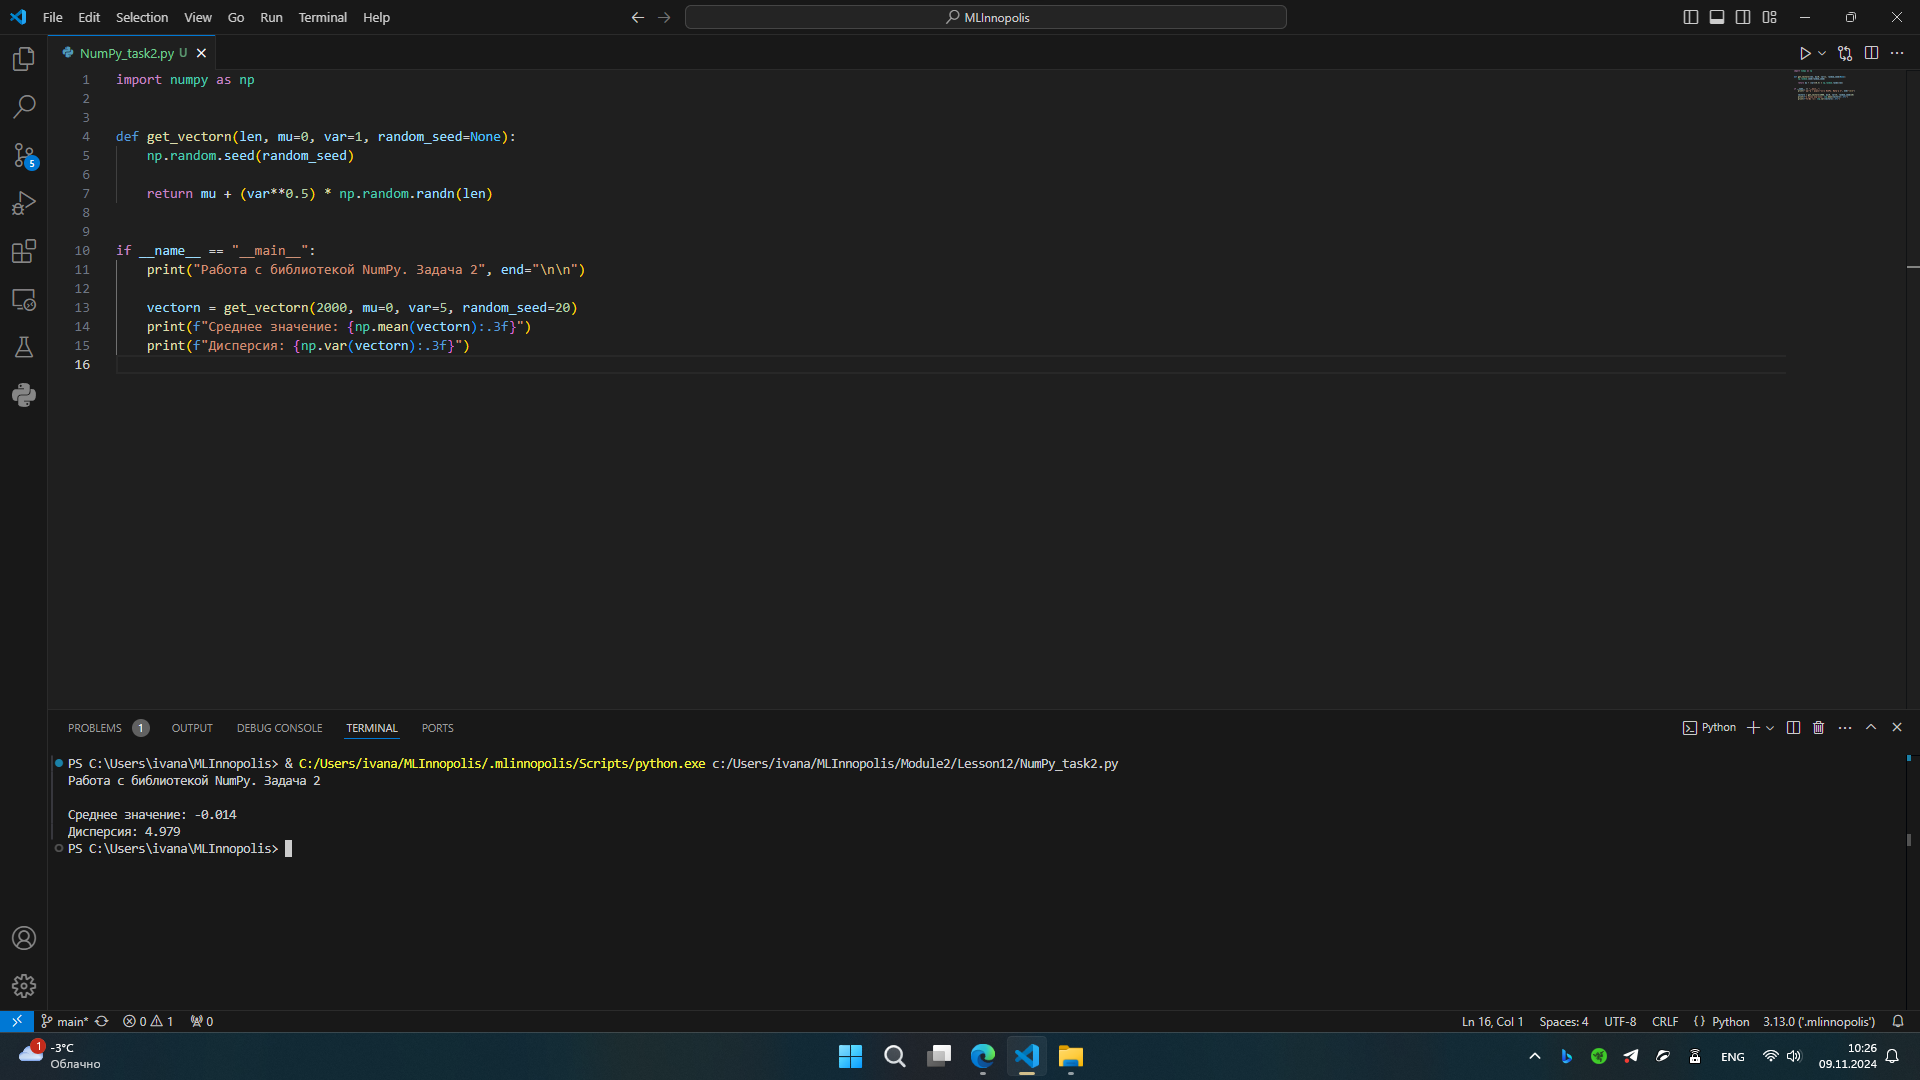 File Edit Selection View Go Run Terminal Help
MLInnopolis
NumPy_task2.py U
1 import numpy as np
2
3
4 def get_vectorn(len, mu=0, var=1, random_seed=None):
5 np.random.seed(random_seed)
6
7 return mu + (var**0.5) * np.random.randn(len)
8
9
10 if __name__ == "__main__":
11 print("Работа с библиотекой NumPy. Задача 2", end="\n\n")
12
13 vectorn = get_vectorn(2000, mu=0, var=5, random_seed=20)
14 print(f"Среднее значение: {np.mean(vectorn):.3f}")
15 print(f"Дисперсия: {np.var(vectorn):.3f}")
16
5
PROBLEMS 1 OUTPUT DEBUG CONSOLE TERMINAL PORTS
Python
PS C:\Users\ivana\MLInnopolis> & C:/Users/ivana/MLInnopolis/.mlinnopolis/Scripts/python.exe c:/Users/ivana/MLInnopolis/Module2/Lesson12/NumPy_task2.py
Работа с библиотекой NumPy. Задача 2
Среднее значение: -0.014
Дисперсия: 4.979
PS C:\Users\ivana\MLInnopolis>
main* 0 1 0
Ln 16, Col 1 Spaces: 4 UTF-8 CRLF { } Python 3.13.0 ('.mlinnopolis')
1
-3°C
Облачно
ENG
10:26
09.11.2024